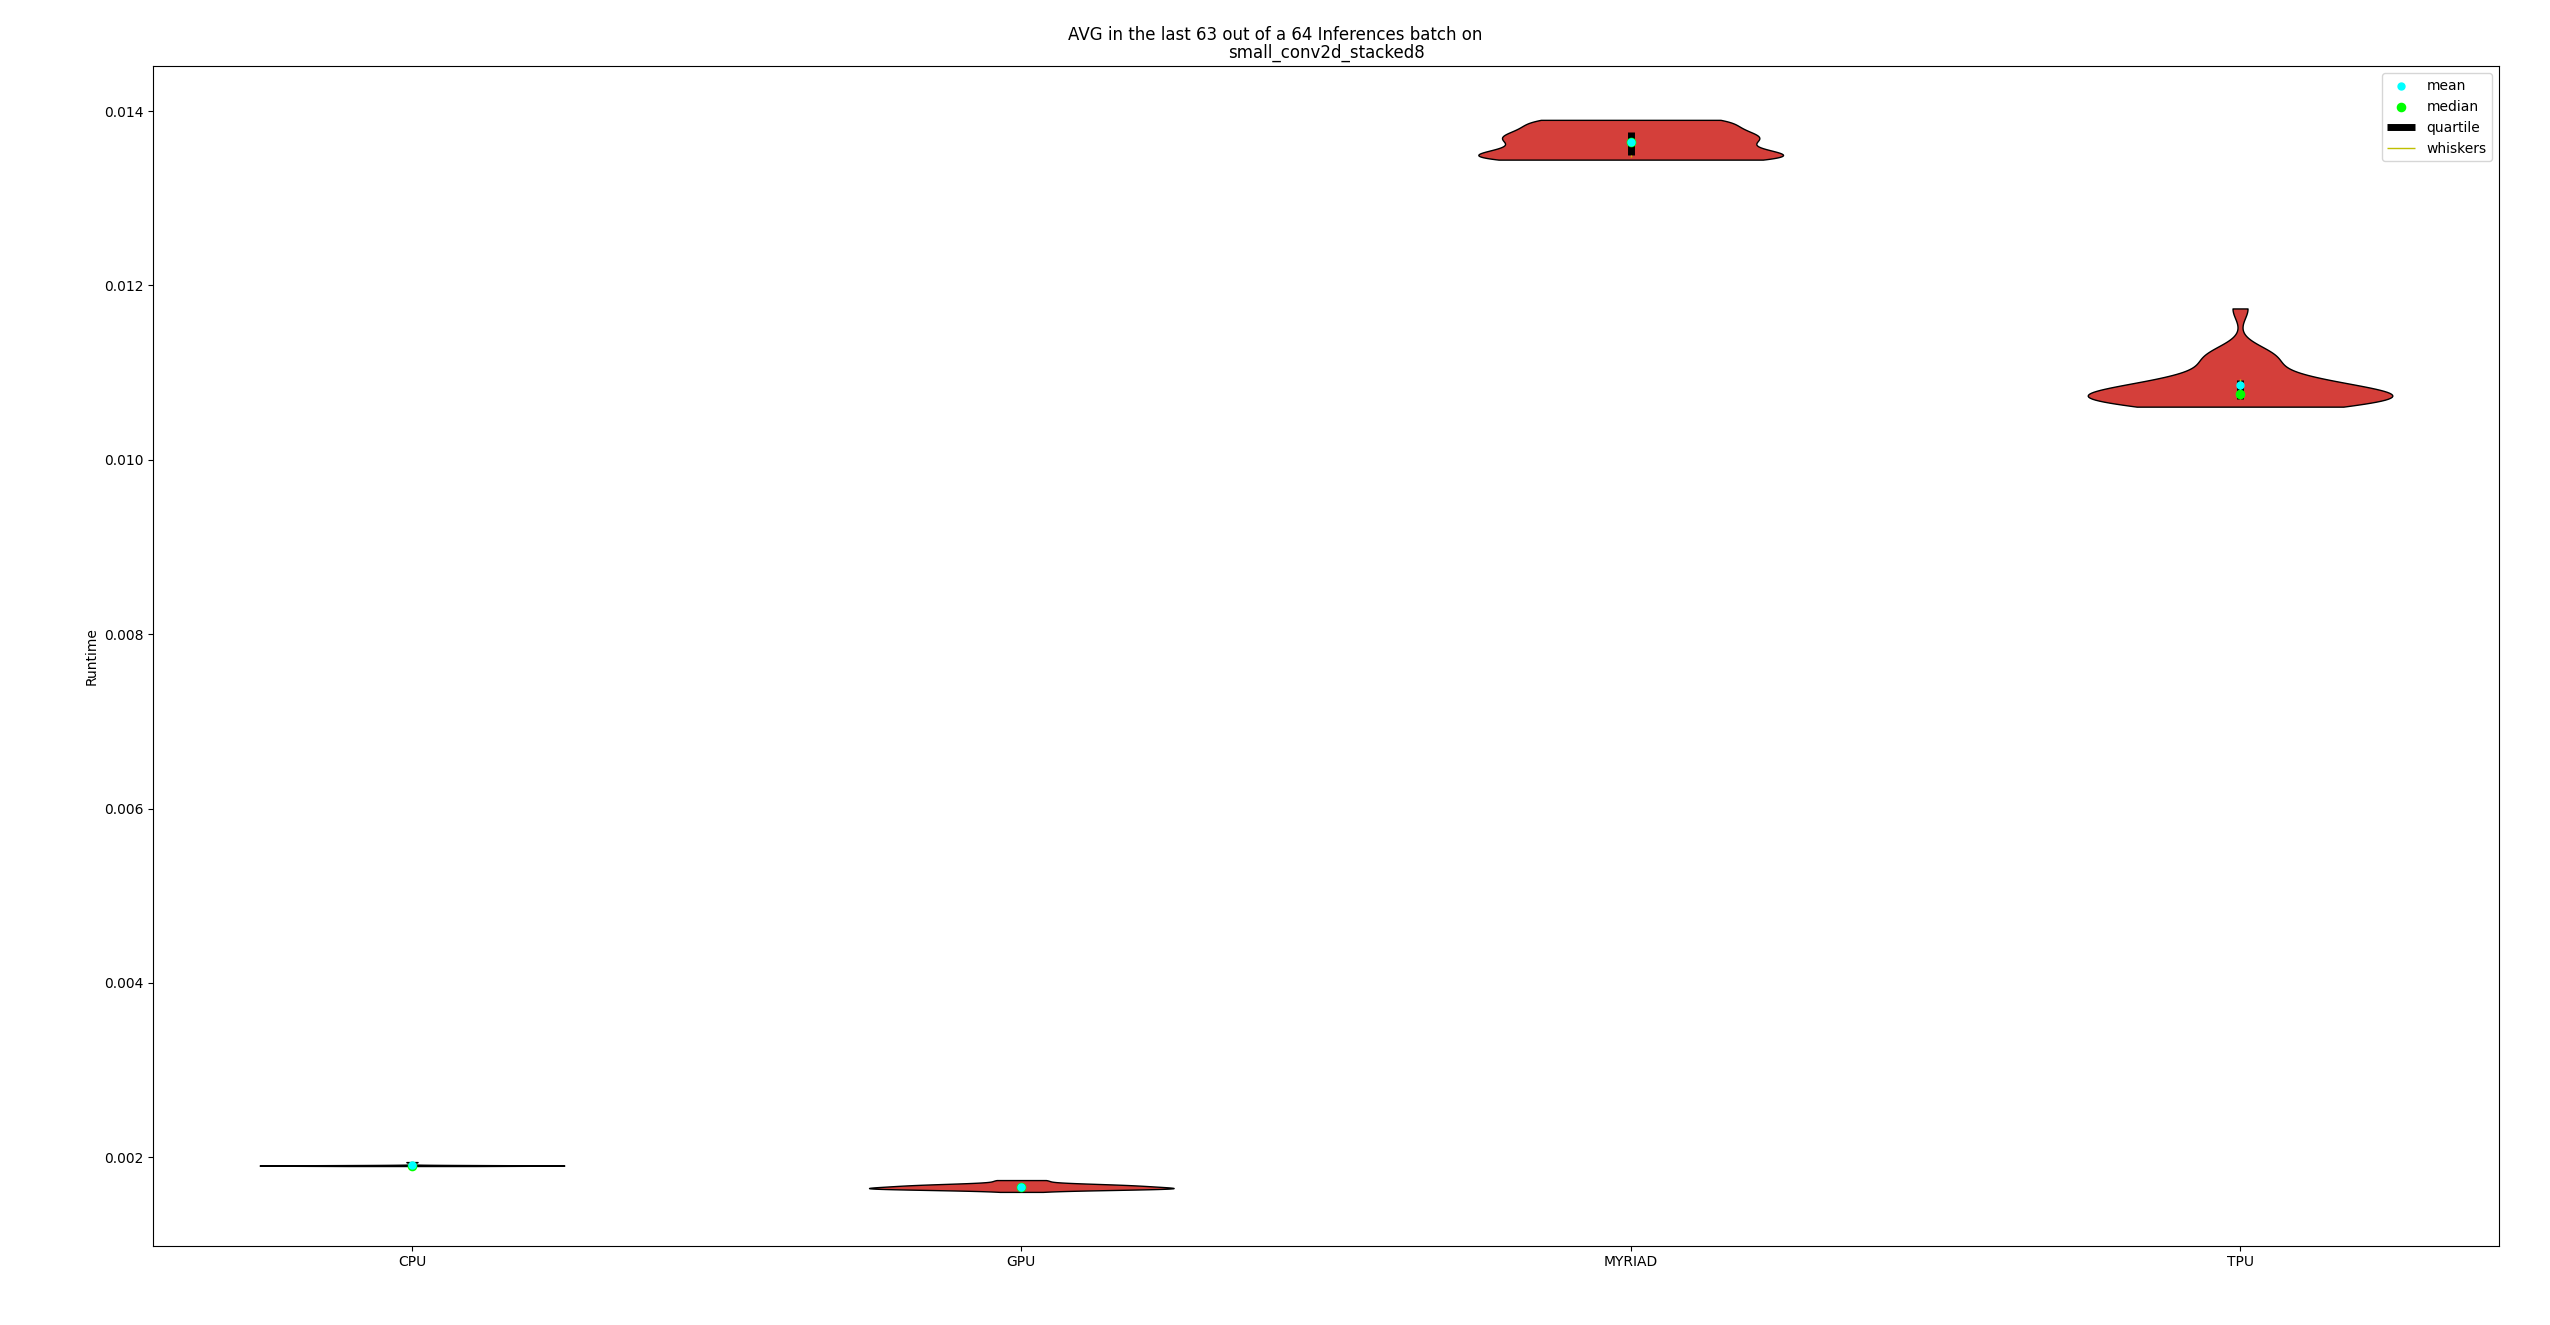 AVG in the last 63 out of a 64 Inferences batch on
small_conv2d_stacked8
mean
median
quartile
whiskers
0.014
0.012
0.010
0.008
0.006
0.004
0.002
Runtime
CPU
GPU
MYRIAD
TPU